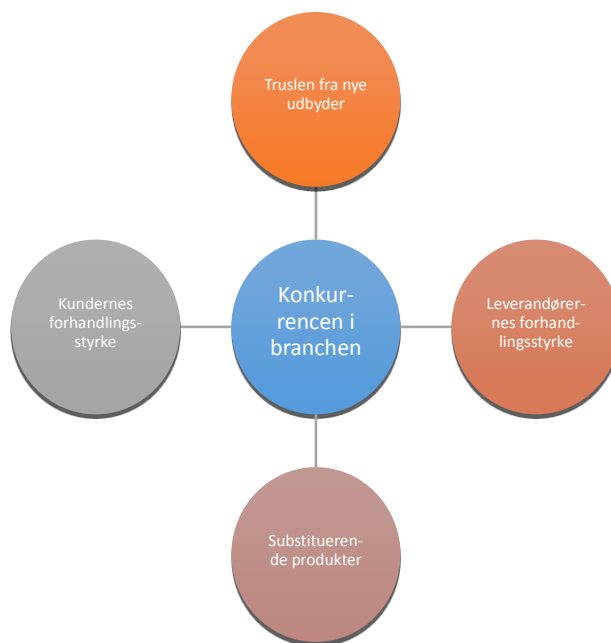 Truslen fra nye
udbyder
Kundernes
forhandlings-
styrke
Konkur-
rencen i
branchen
Leverandører-
nes forhand-
lingsstyrke
Substitueren-
de produkter